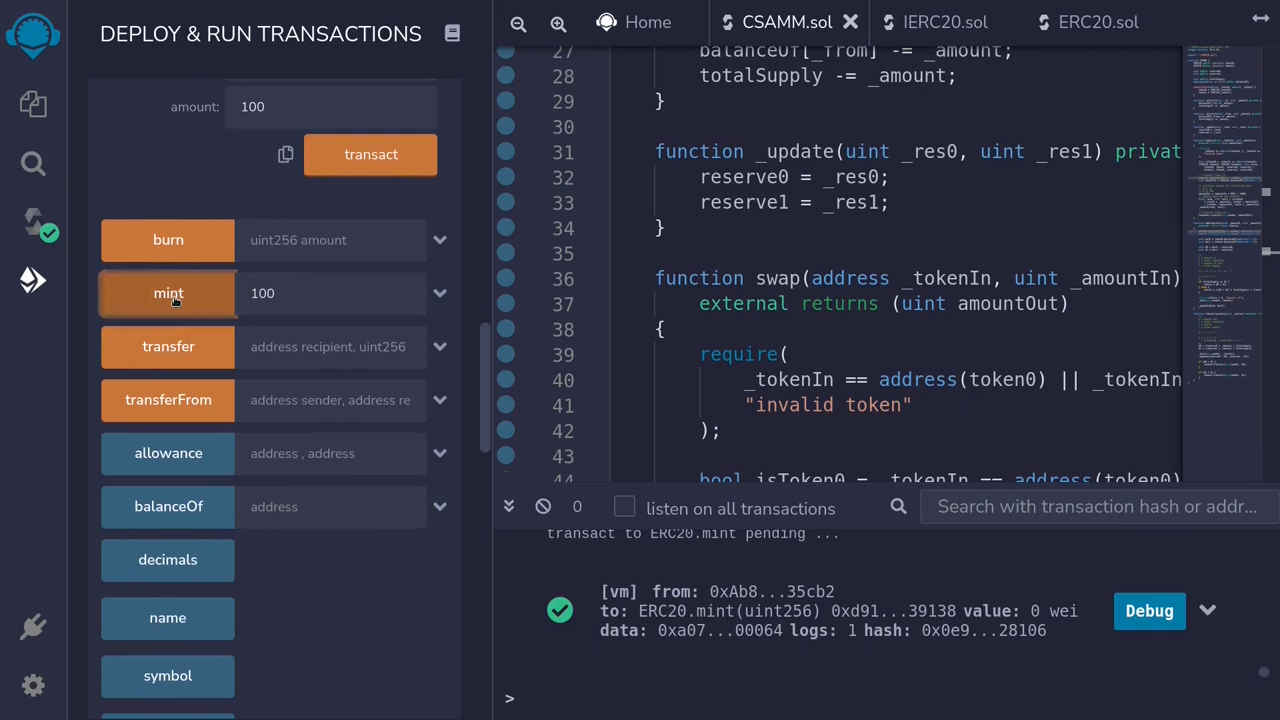 DEPLOY & RUN TRANSACTIONS
amount: 100
transact
burn uint256 amount
mint 100
transfer address recipient, uint256
transferFrom address sender, address re
allowance address , address
balanceOf address
decimals
name
symbol
Home
CSAMM.sol
IERC20.sol
ERC20.sol
27 balanceOf[_from] -= _amount;
28 totalSupply -= _amount;
29 }
30
31 function _update(uint _res0, uint _res1) privat
32 reserve0 = _res0;
33 reserve1 = _res1;
34 }
35
36 function swap(address _tokenIn, uint _amountIn)
37 external returns (uint amountOut)
38 {
39 require(
40 _tokenIn == address(token0) || _tokenIn
41 "invalid token"
42 );
43
44 bool isToken0 = _tokenIn == address(token0)
0
listen on all transactions
Search with transaction hash or addr...
transact to ERC20.mint pending ...
[vm] from: 0xAb8...35cb2
to: ERC20.mint(uint256) 0xd91...39138 value: 0 wei
data: 0xa07...00064 logs: 1 hash: 0x0e9...28106
Debug
>